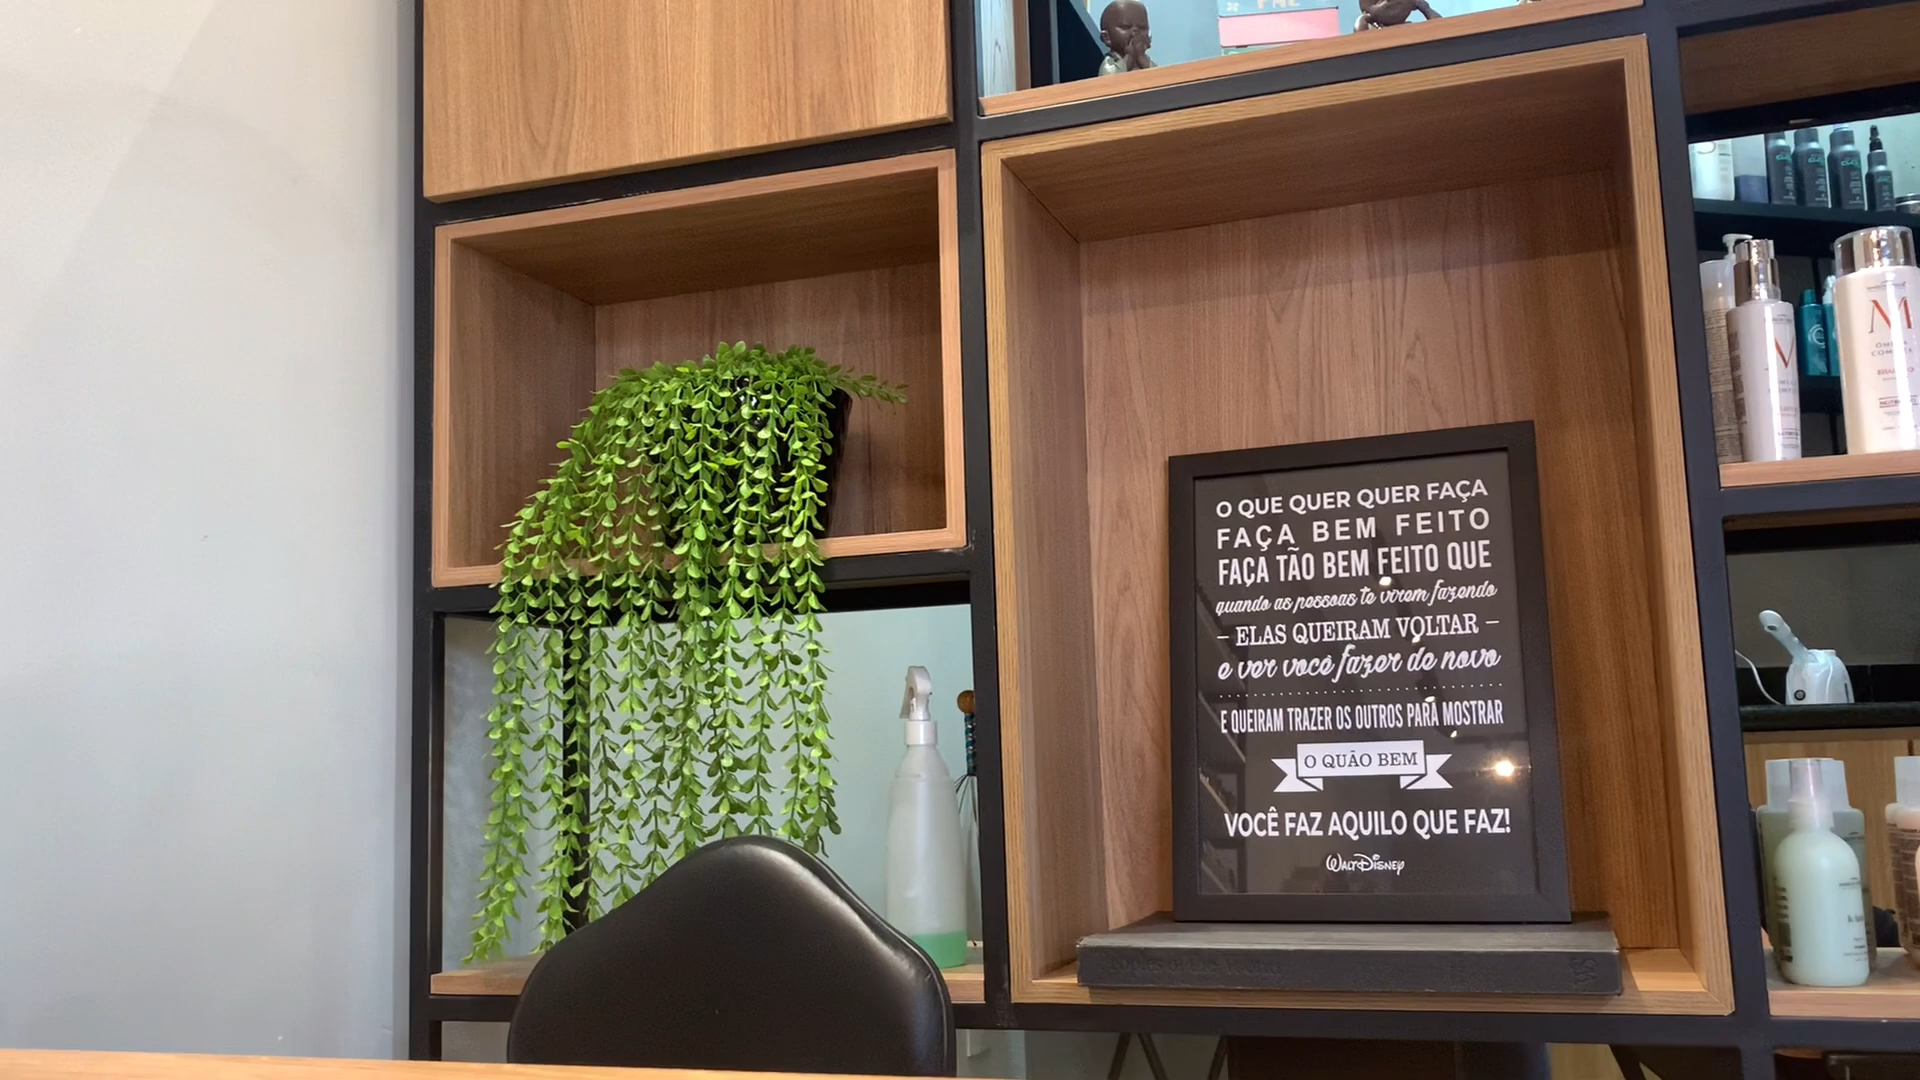 O QUE QUER QUER FAÇA
FAÇA BEM FEITO
FAÇA TÃO BEM FEITO QUE
quando as pessoas te virem fazendo
– ELAS QUEIRAM VOLTAR –
e ver você fazer de novo
E QUEIRAM TRAZER OS OUTROS PARA MOSTRAR
O QUÃO BEM
VOCÊ FAZ AQUILO QUE FAZ!
WALT DISNEY
M